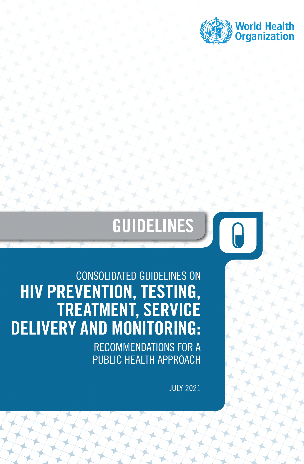 World Health
Organization
GUIDELINES
CONSOLIDATED GUIDELINES ON
HIV PREVENTION, TESTING,
TREATMENT, SERVICE
DELIVERY AND MONITORING:
RECOMMENDATIONS FOR A
PUBLIC HEALTH APPROACH
JULY 2021